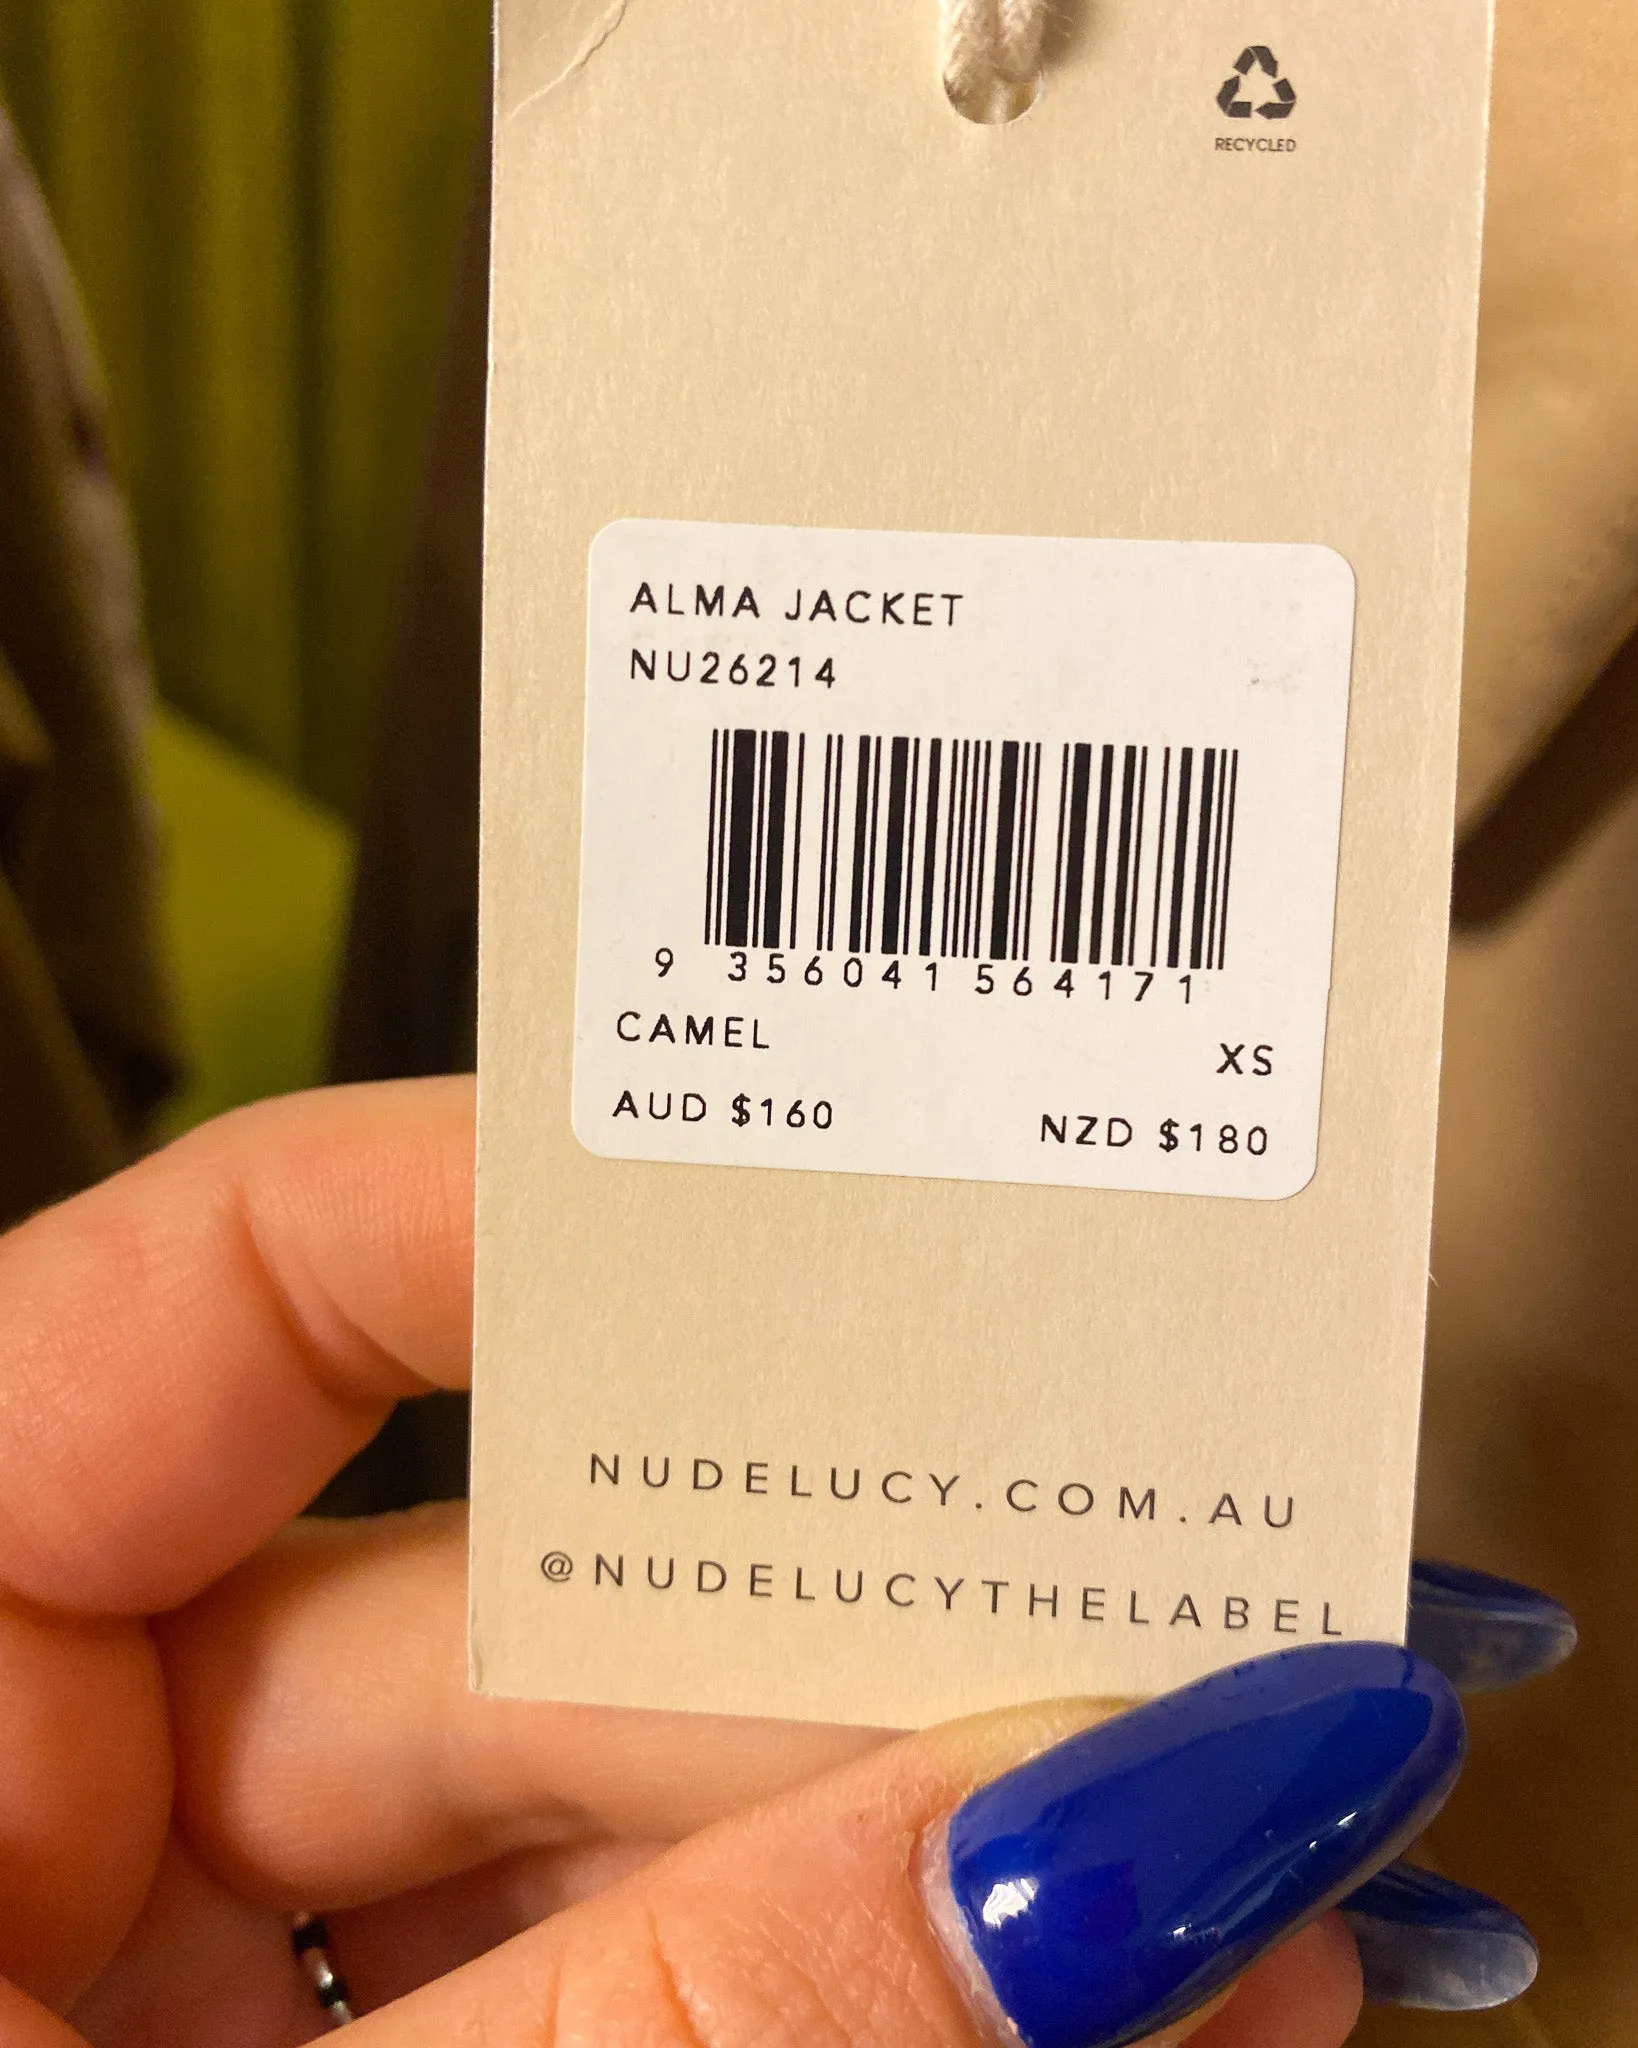 RECYCLED
ALMA JACKET
NU26214
9 356041 564171
CAMEL XS
AUD $160 NZD $180
NUDELUCY.COM.AU
@NUDELUCYTHELABEL